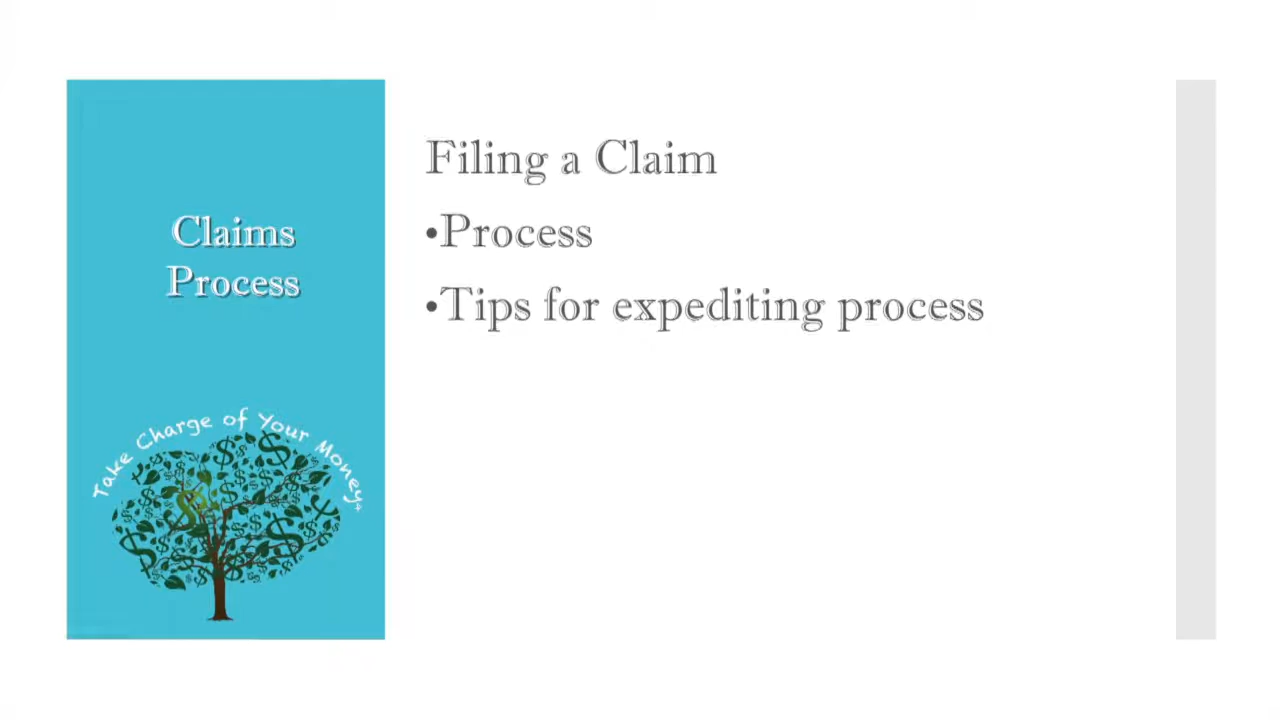 Claims
Process
Take Charge of Your Money
Filing a Claim
•Process
•Tips for expediting process